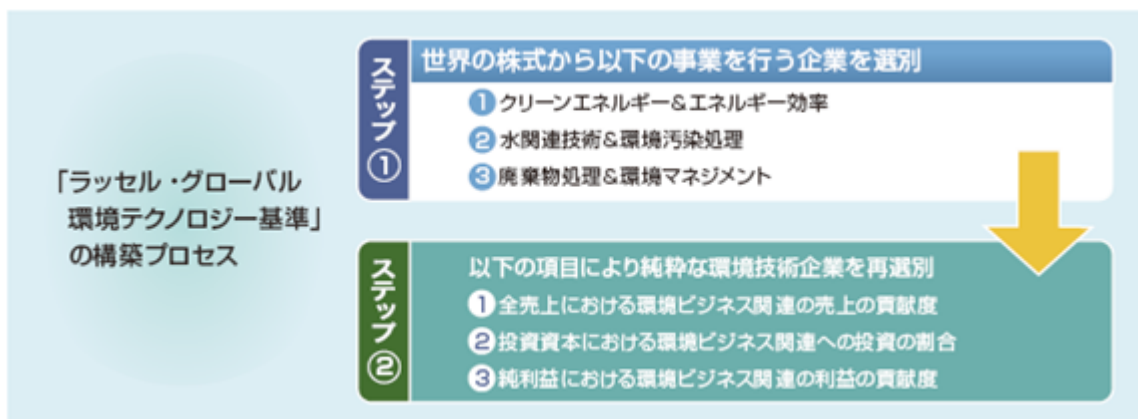 「ラッセル・グローバル
環境テクノロジー基準」
の構築プロセス
ステップ①
世界の株式から以下の事業を行う企業を選別
①クリーンエネルギー&エネルギー効率
②水関連技術&環境汚染処理
③廃棄物処理&環境マネジメント
ステップ②
以下の項目により純粋な環境技術企業を再選別
①全売上における環境ビジネス関連の売上の貢献度
②投資資本における環境ビジネス関連への投資の割合
③純利益における環境ビジネス関連の利益の貢献度